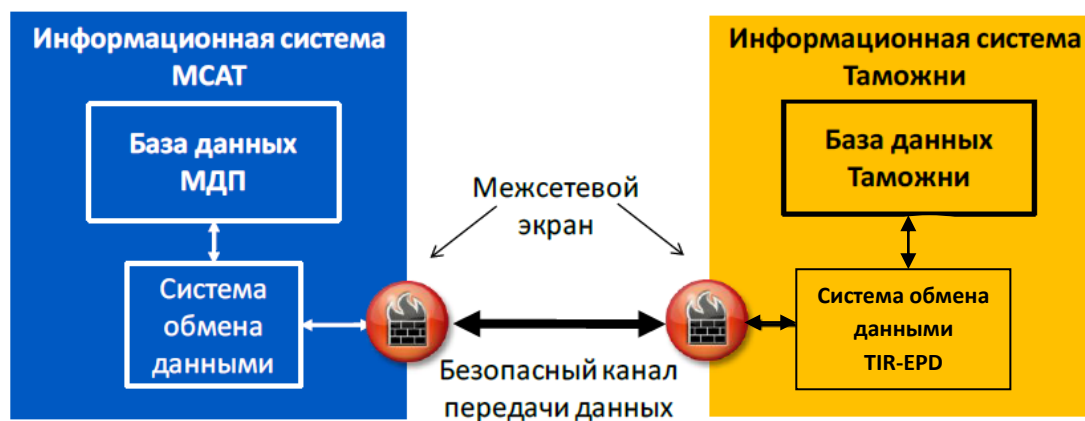 Информационная система
МСАТ
База данных
МДП
Система
обмена
данными
Межсетевой
экран
Безопасный канал
передачи данных
Информационная система
Таможни
База данных
Таможни
Система обмена
данными
TIR-EPD